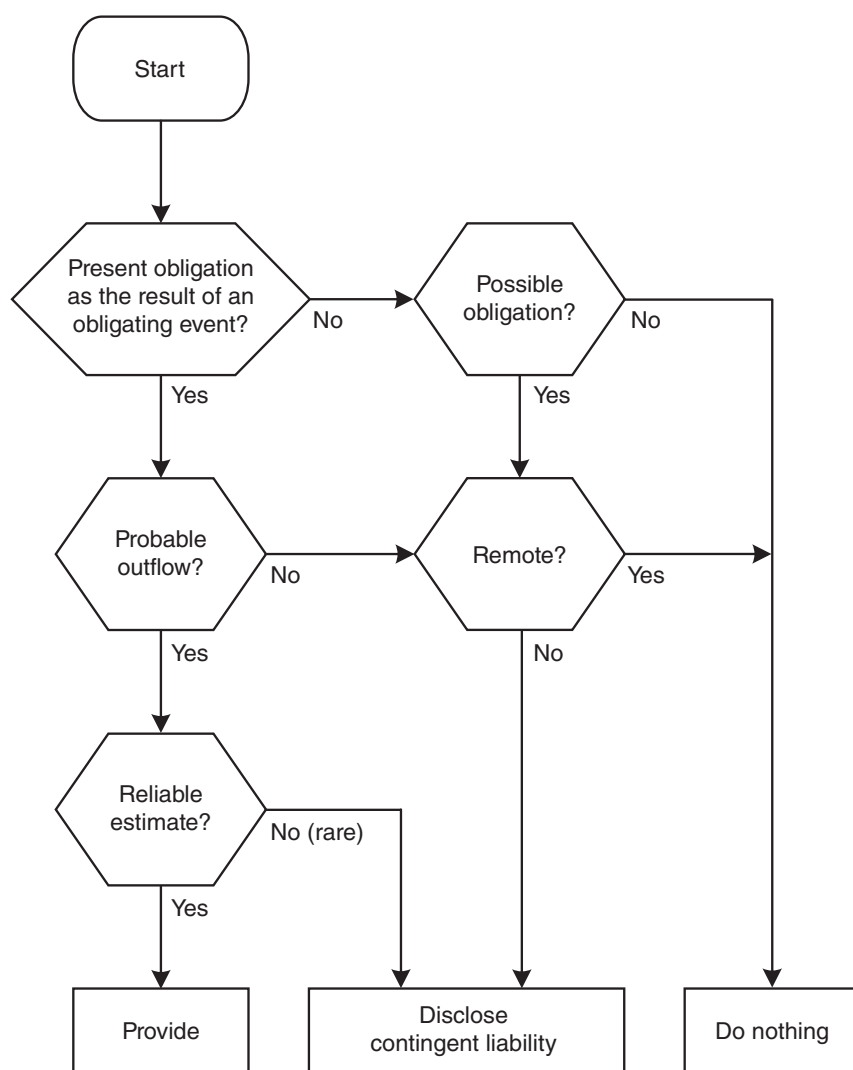 Start
Present obligation
as the result of an
obligating event?
No
Possible
obligation?
No
Yes
Yes
Probable
outflow?
No
Remote?
Yes
Yes
No
Reliable
estimate?
No (rare)
Yes
Provide
Disclose
contingent liability
Do nothing